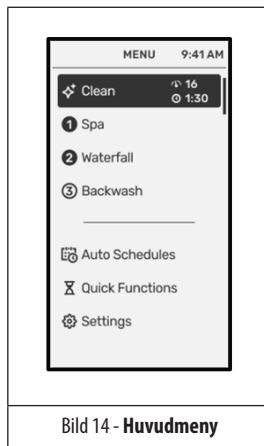 MENU 9:41 AM
Clean 16
1:30
1 Spa
2 Waterfall
3 Backwash
Auto Schedules
Quick Functions
Settings
Bild 14 - Huvudmeny